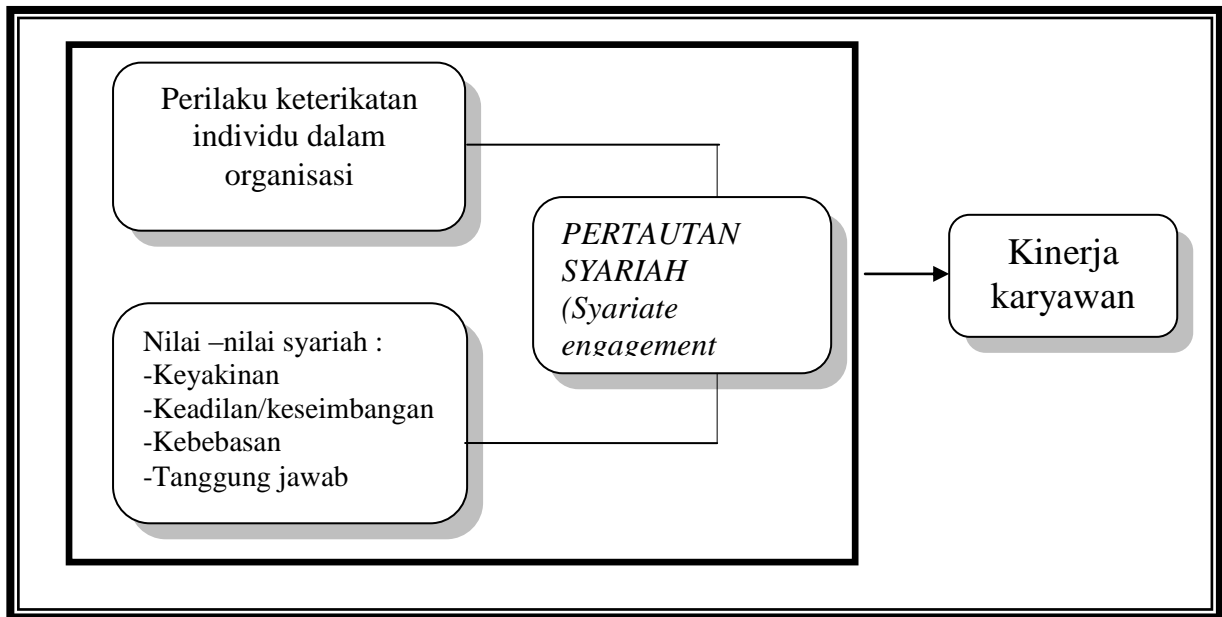 Perilaku keterikatan
individu dalam
organisasi
Nilai –nilai syariah :
-Keyakinan
-Keadilan/keseimbangan
-Kebebasan
-Tanggung jawab
PERTAUTAN
SYARIAH
(Syariate
engagement
Kinerja
karyawan